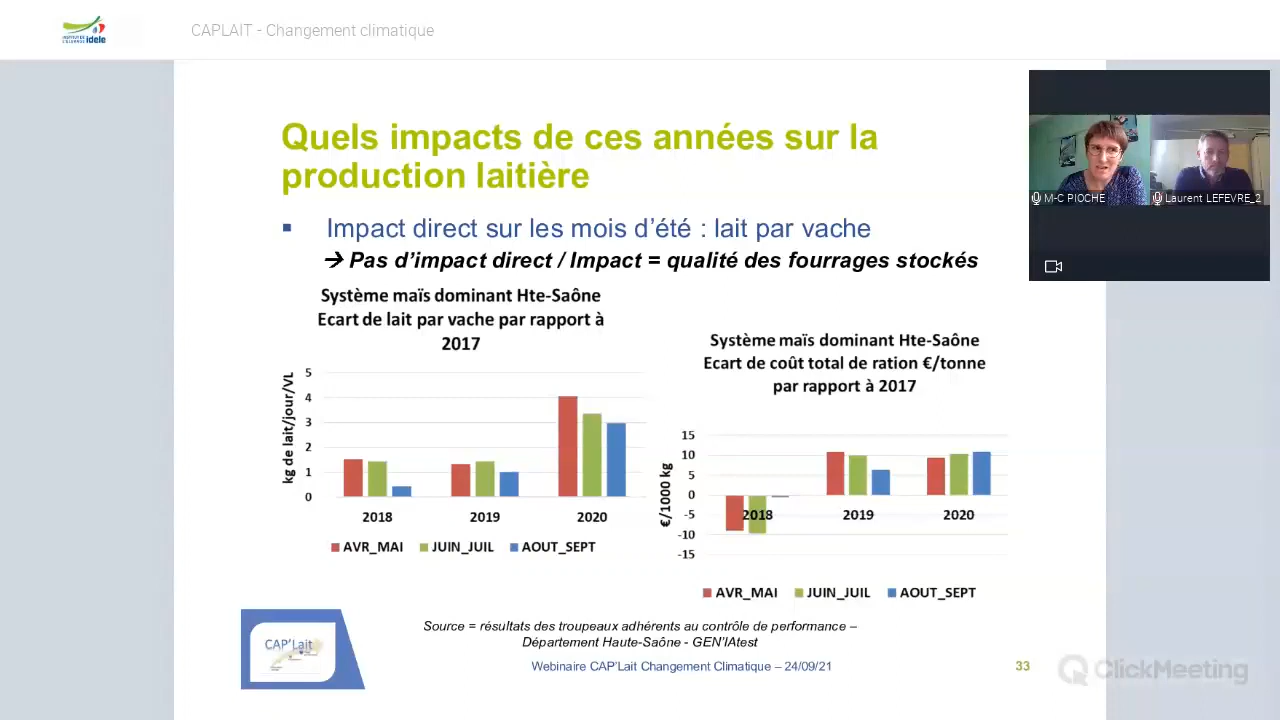 idele
CAPLAIT - Changement climatique
Quels impacts de ces années sur la
production laitière
Impact direct sur les mois d'été : lait par vache
→ Pas d'impact direct / Impact = qualité des fourrages stockés
M-C PIOCHE
Laurent LEFEVRE_2
Système maïs dominant Hte-Saône
Ecart de lait par vache par rapport à
2017
kg de lait/jour/VL
5
4
3
2
1
0
2018 2019 2020
AVR_MAI JUIN_JUIL AOUT_SEPT
Système maïs dominant Hte-Saône
Ecart de coût total de ration €/tonne
par rapport à 2017
€/1000 kg
15
10
5
0
-5
-10
-15
2018 2019 2020
AVR_MAI JUIN_JUIL AOUT_SEPT
Source = résultats des troupeaux adhérents au contrôle de performance –
Département Haute-Saône - GEN'IAtest
CAP'Lait
Webinaire CAP'Lait Changement Climatique – 24/09/21
33
ClickMeeting